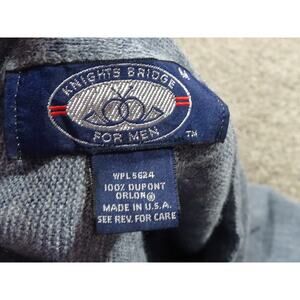 KNIGHTS BRIDGE
FOR MEN
TM
WPL 5624
100% DUPONT
ORLON®
MADE IN U.S.A.
SEE REV. FOR CARE